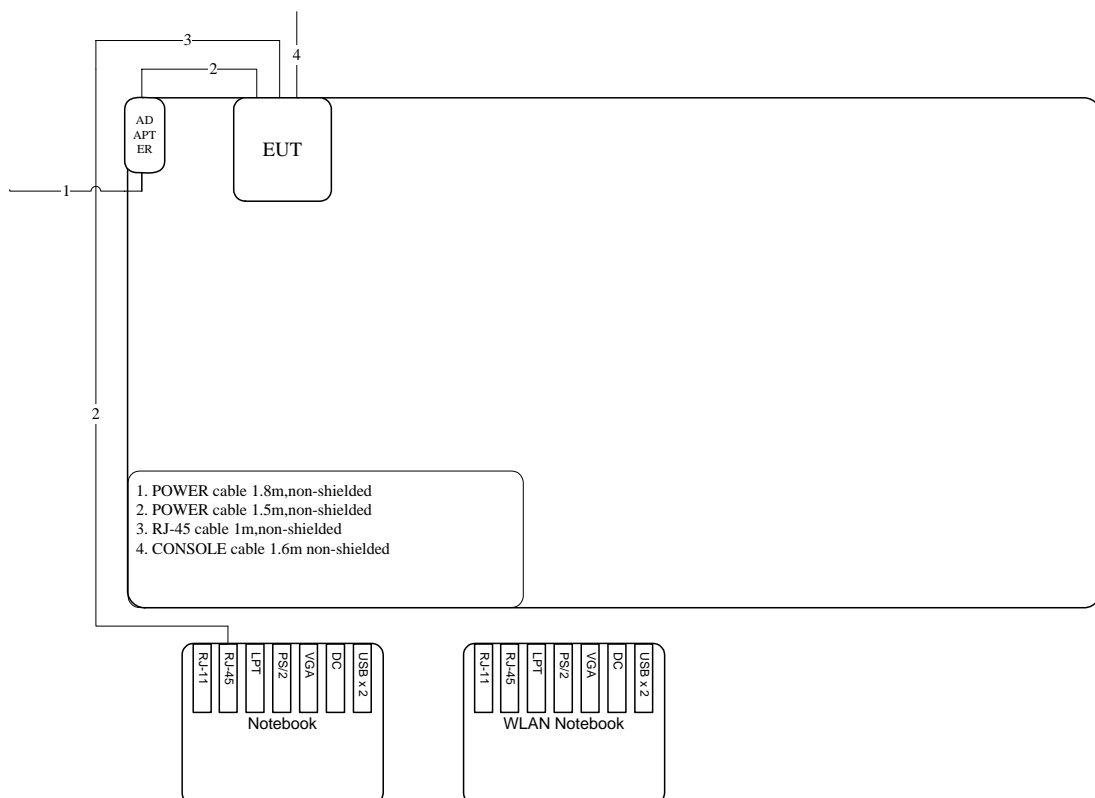 3
4
2
AD
APT
ER
EUT
1
2
1. POWER cable 1.8m,non-shielded
2. POWER cable 1.5m,non-shielded
3. RJ-45 cable 1m,non-shielded
4. CONSOLE cable 1.6m non-shielded
RJ-11
RJ-45
LPT
PS/2
VGA
DC
USB x 2
Notebook
RJ-11
RJ-45
LPT
PS/2
VGA
DC
USB x 2
WLAN Notebook